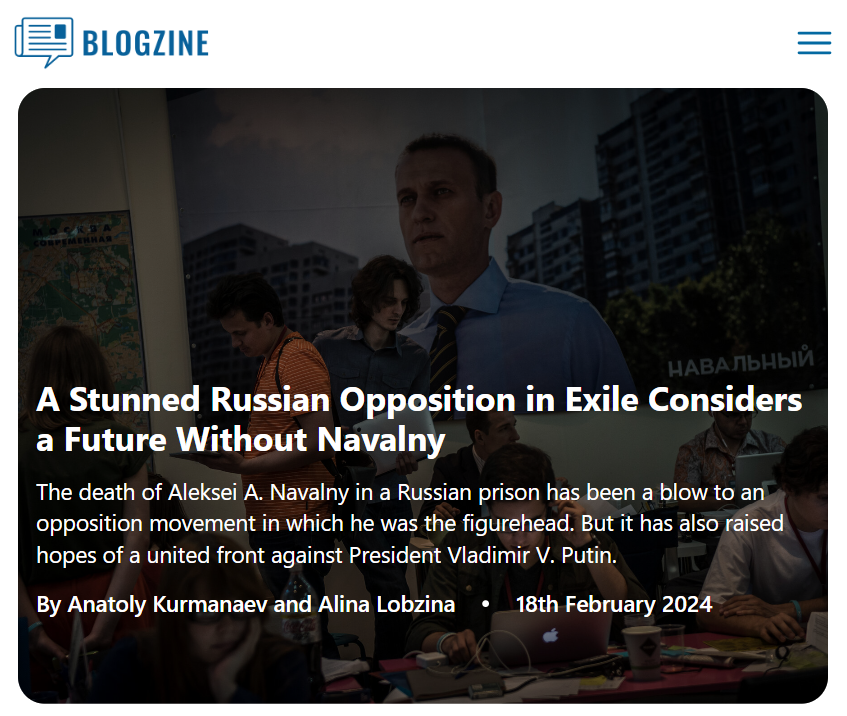 BLOGZINE
МОСКВА
СОВРЕМЕННАЯ
НАВАЛЬНЫЙ
A Stunned Russian Opposition in Exile Considers
a Future Without Navalny
The death of Aleksei A. Navalny in a Russian prison has been a blow to an
opposition movement in which he was the figurehead. But it has also raised
hopes of a united front against President Vladimir V. Putin.
By Anatoly Kurmanaev and Alina Lobzina • 18th February 2024